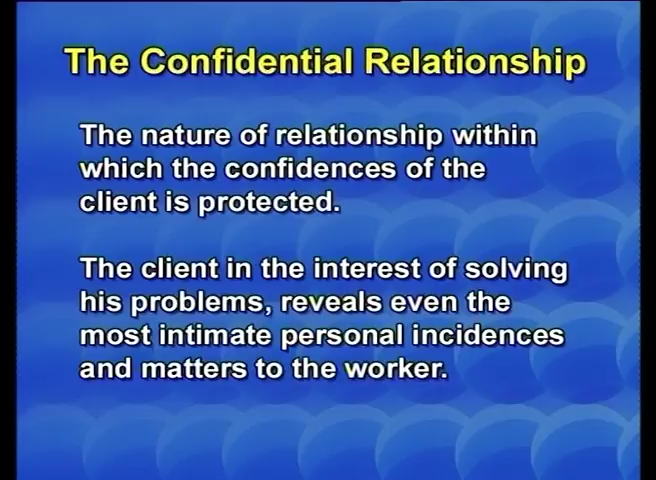 The Confidential Relationship
The nature of relationship within
which the confidences of the
client is protected.
The client in the interest of solving
his problems, reveals even the
most intimate personal incidences
and matters to the worker.